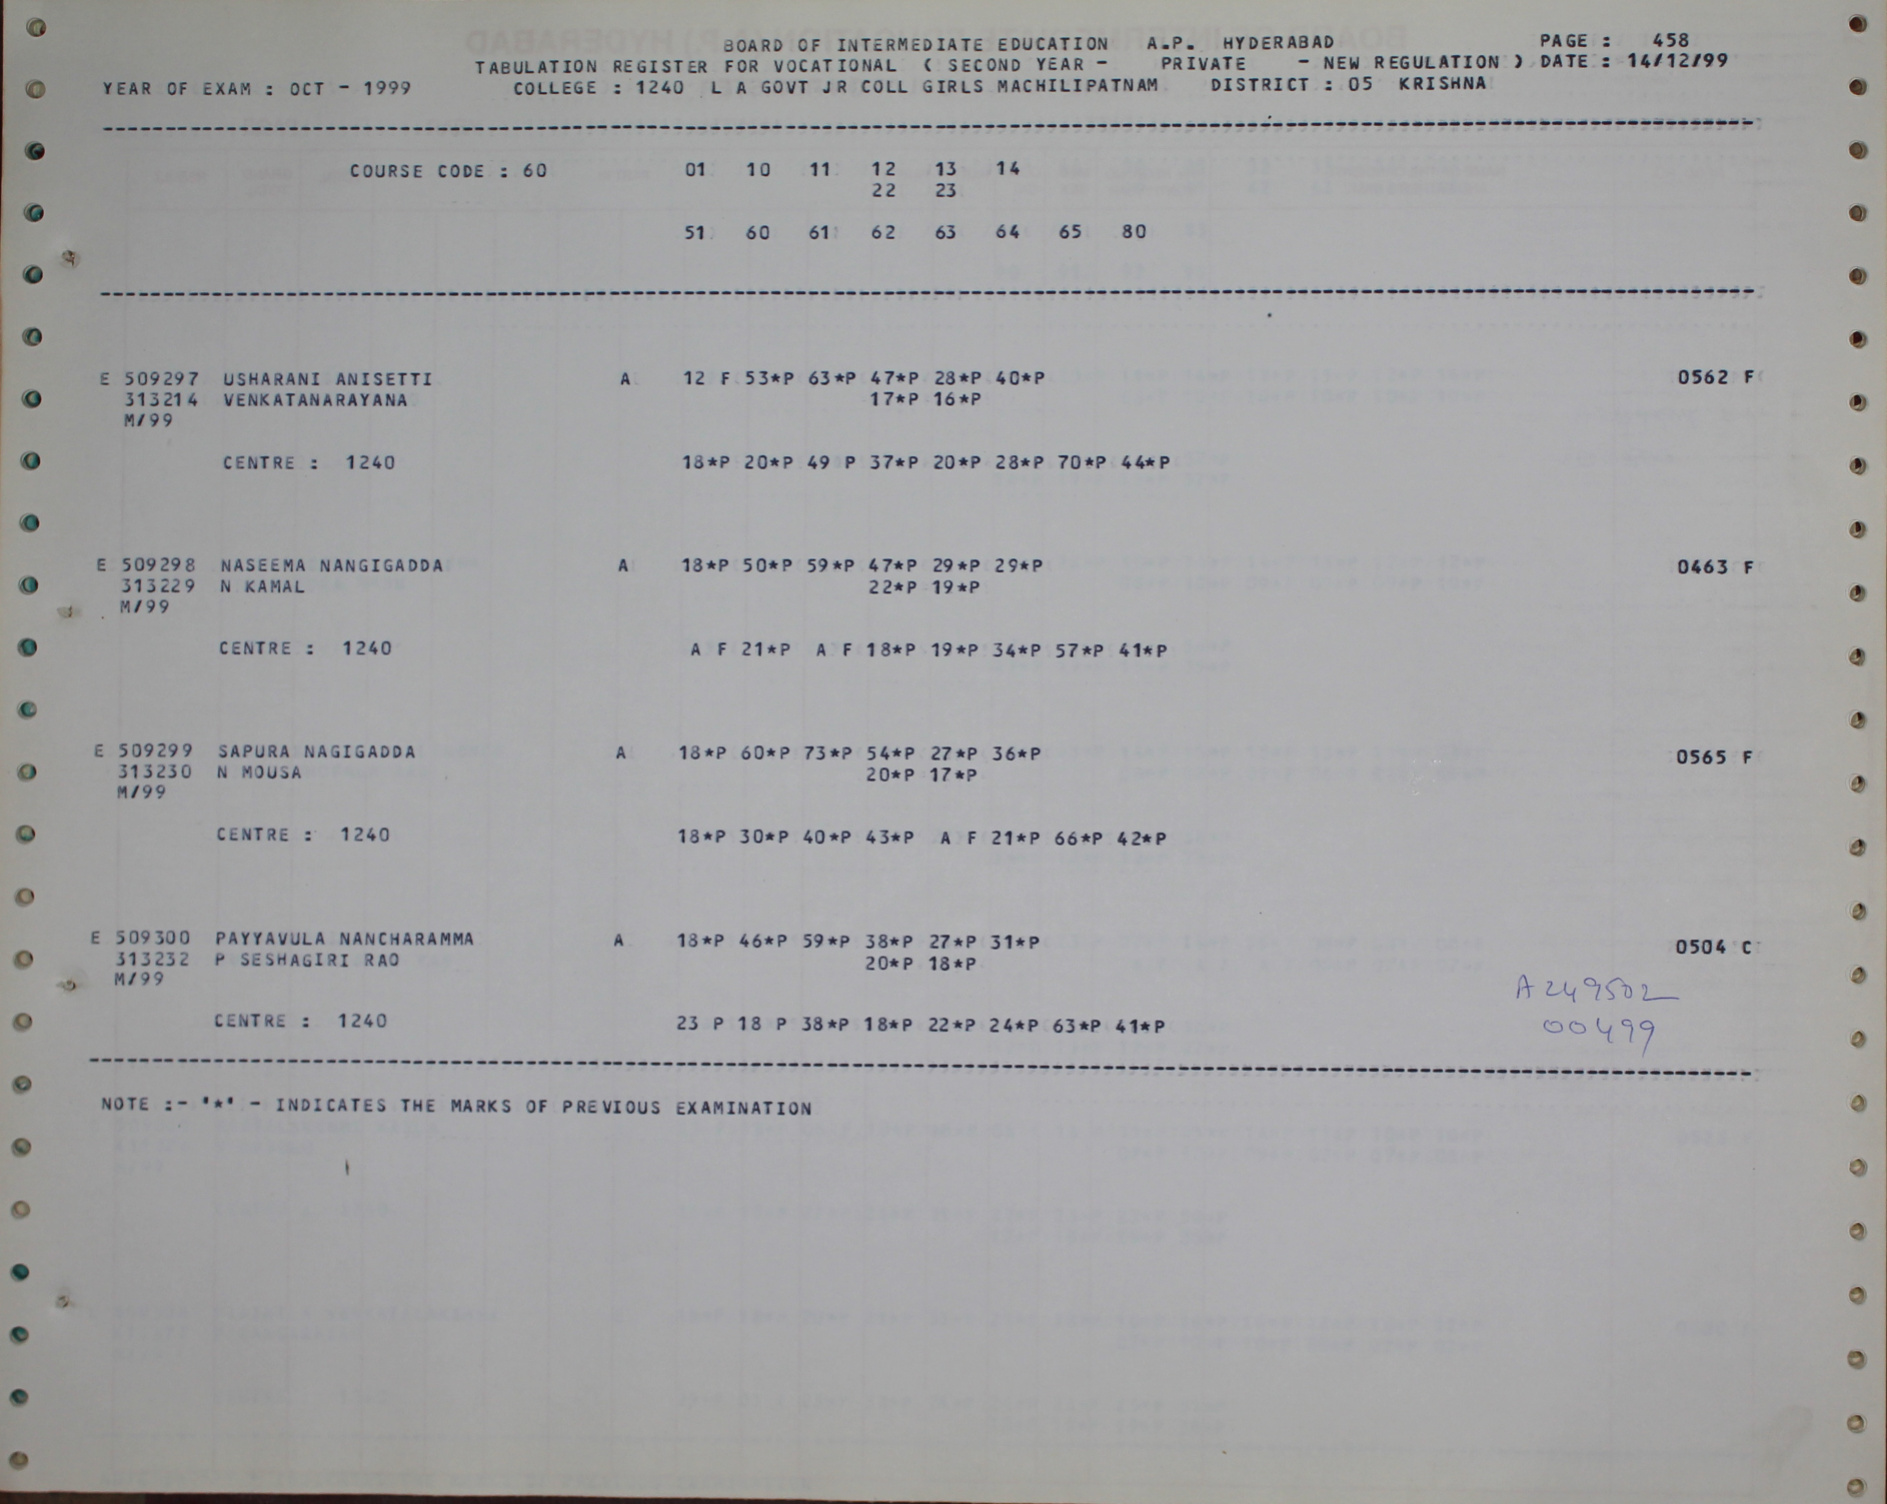 BOARD OF INTERMEDIATE EDUCATION A.P. HYDERABAD PAGE : 458
TABULATION REGISTER FOR VOCATIONAL ( SECOND YEAR - PRIVATE - NEW REGULATION ) DATE : 14/12/99
YEAR OF EXAM : OCT - 1999 COLLEGE : 1240 L A GOVT JR COLL GIRLS MACHILIPATNAM DISTRICT : 05 KRISHNA
COURSE CODE : 60 01 10 11 12 13 14
22 23
51 60 61 62 63 64 65 80
E 509297 USHARANI ANISETTI A 12 F 53*P 63*P 47*P 28*P 40*P 0562 F
313214 VENKATANARAYANA 17*P 16*P
M/99
CENTRE : 1240 18*P 20*P 49 P 37*P 20*P 28*P 70*P 44*P
E 509298 NASEEMA NANGIGADDA A 18*P 50*P 59*P 47*P 29*P 29*P 0463 F
313229 N KAMAL 22*P 19*P
M/99
CENTRE : 1240 A F 21*P A F 18*P 19*P 34*P 57*P 41*P
E 509299 SAPURA NAGIGADDA A 18*P 60*P 73*P 54*P 27*P 36*P 0565 F
313230 N MOUSA 20*P 17*P
M/99
CENTRE : 1240 18*P 30*P 40*P 43*P A F 21*P 66*P 42*P
E 509300 PAYYAVULA NANCHARAMMA A 18*P 46*P 59*P 38*P 27*P 31*P 0504 C
313232 P SESHAGIRI RAO 20*P 18*P
M/99
A249502
CENTRE : 1240 23 P 18 P 38*P 18*P 22*P 24*P 63*P 41*P
00499
NOTE :- '*' - INDICATES THE MARKS OF PREVIOUS EXAMINATION